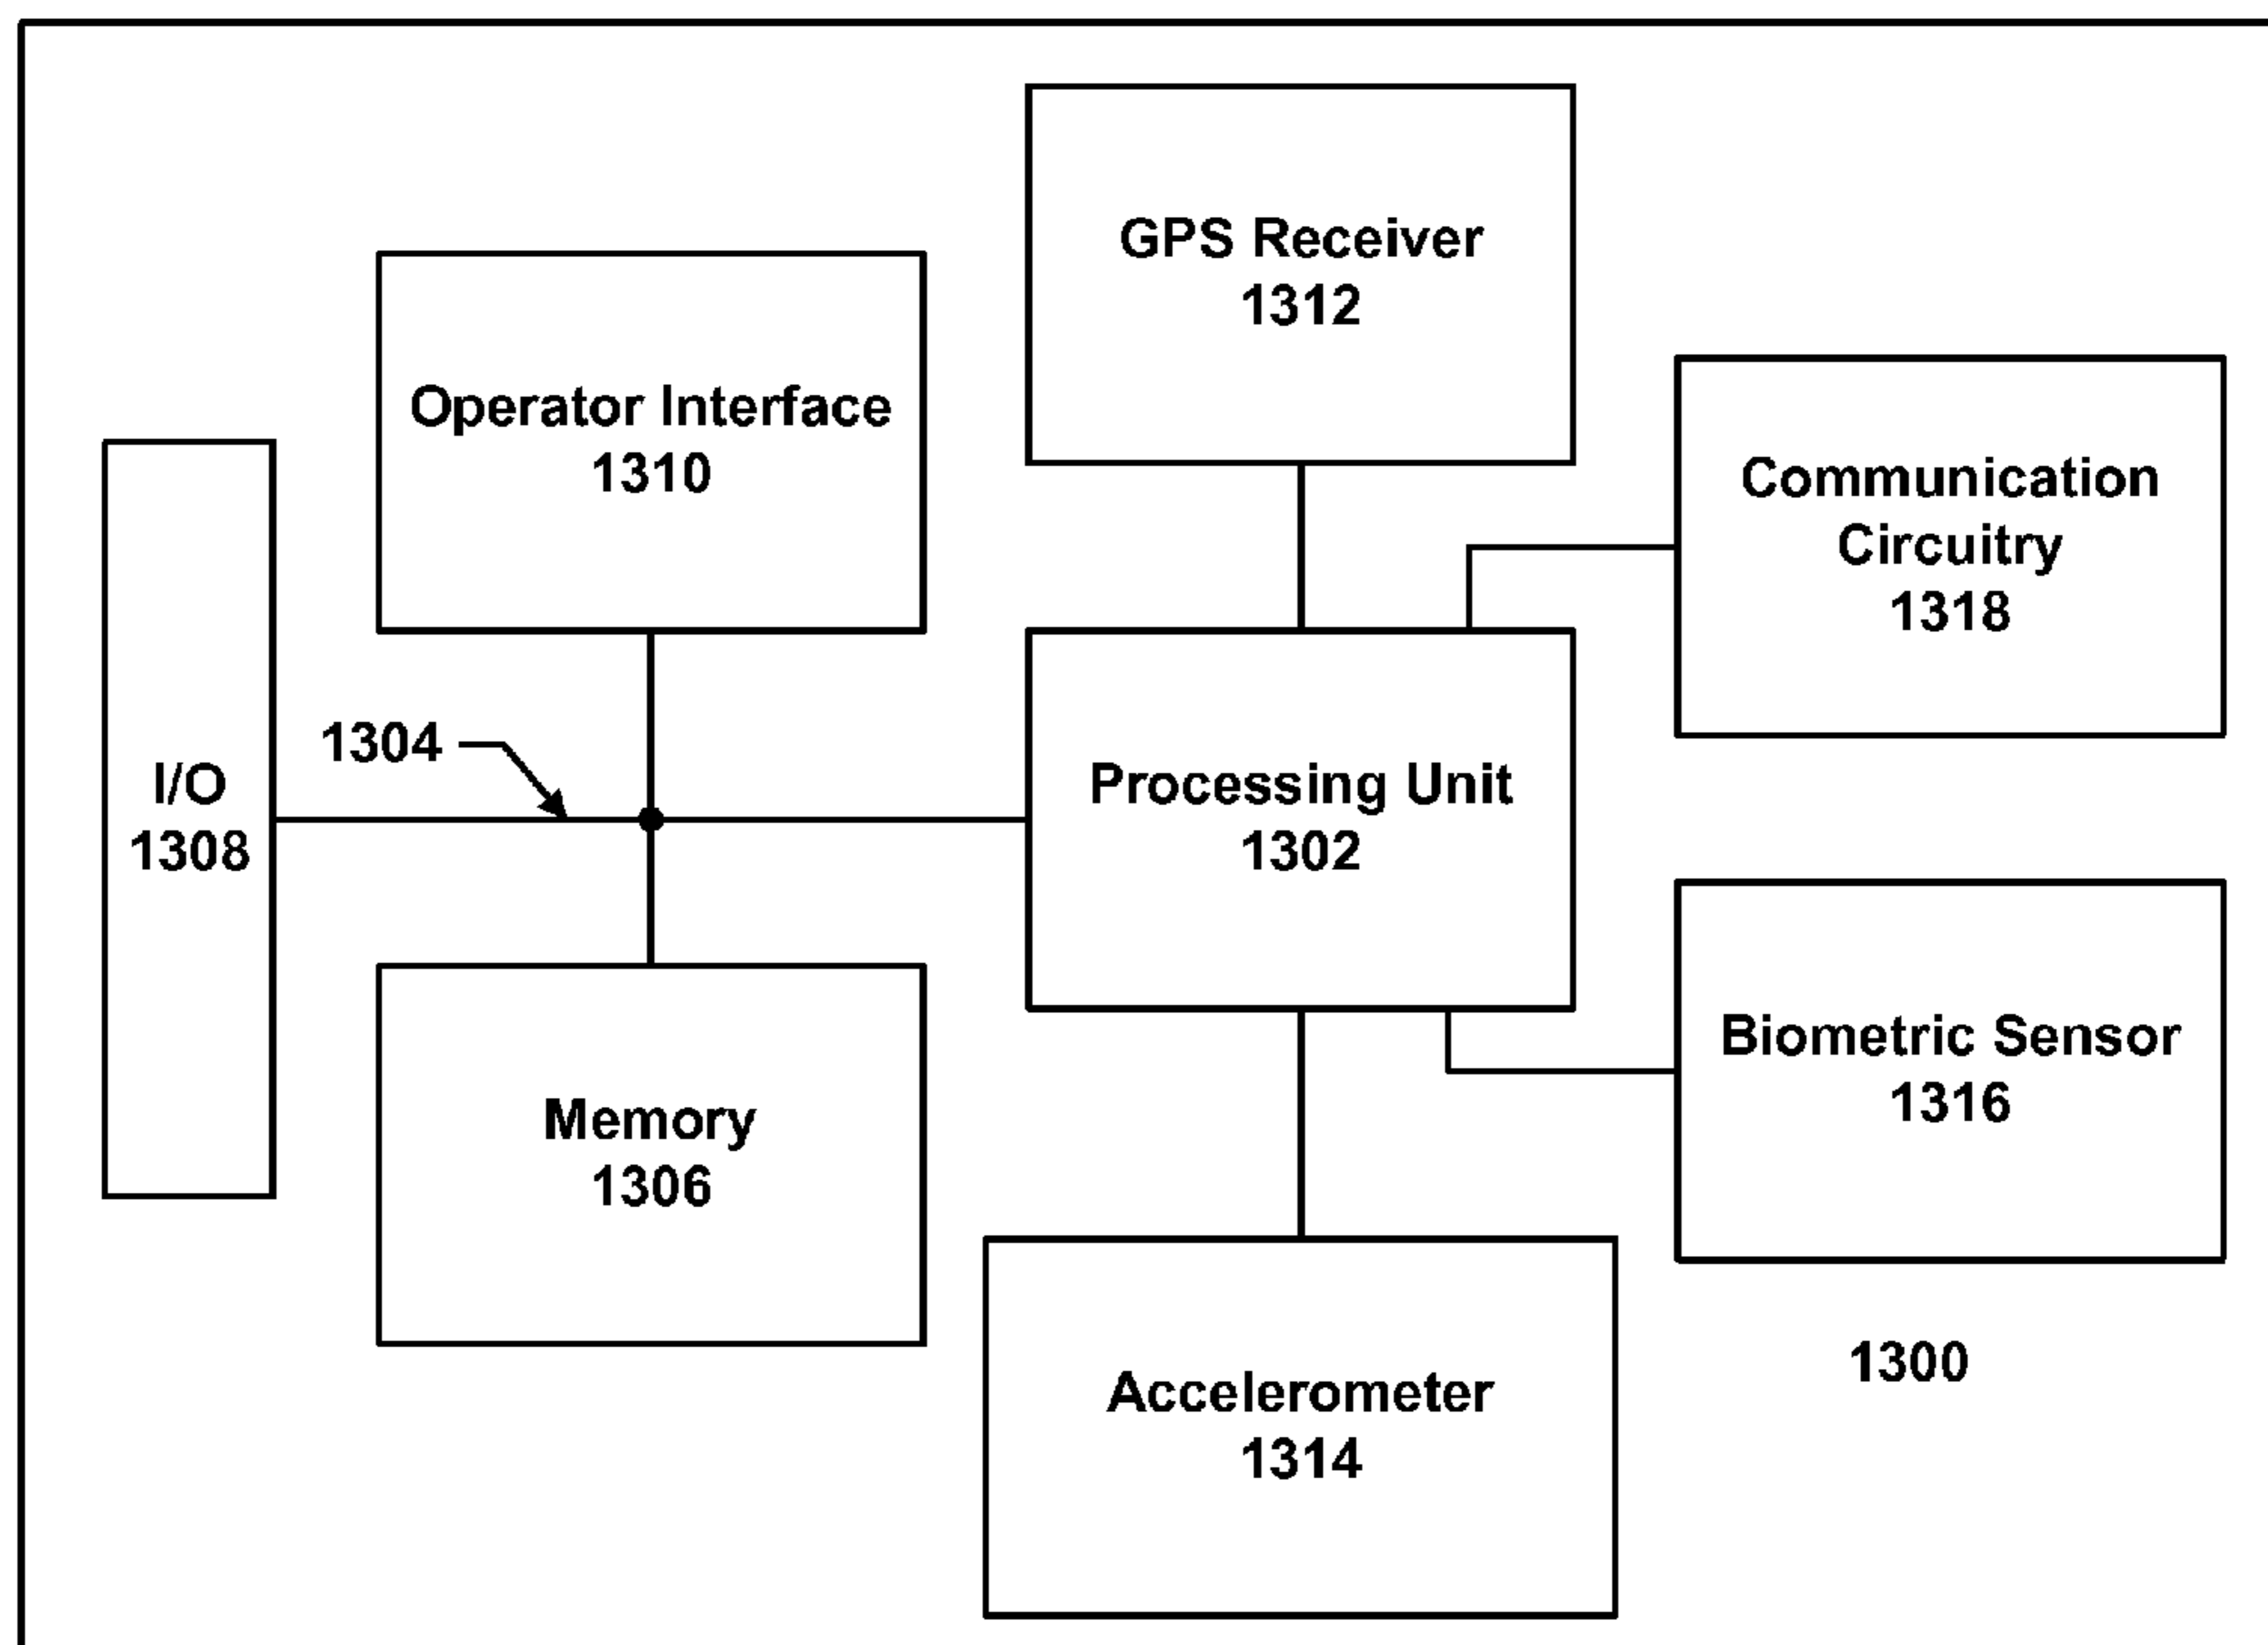 GPS Receiver
1312
Operator Interface
1310
Communication
Circuitry
1318
1304
I/O
1308
Processing Unit
1302
Biometric Sensor
1316
Memory
1306
1300
Accelerometer
1314